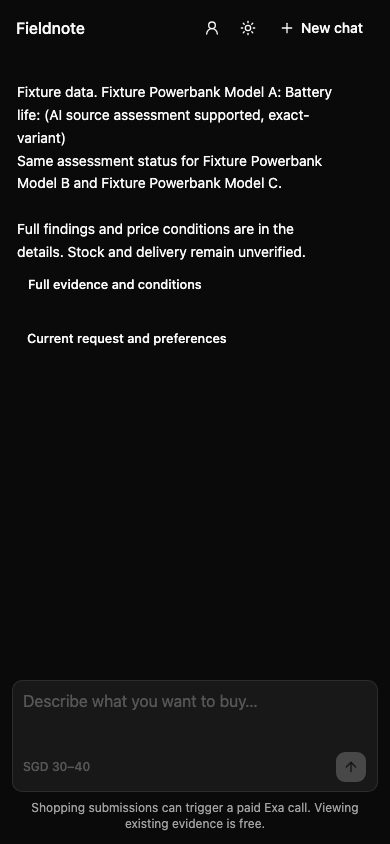 Fieldnote
New chat
Fixture data. Fixture Powerbank Model A: Battery
life: (AI source assessment supported, exact-
variant)
Same assessment status for Fixture Powerbank
Model B and Fixture Powerbank Model C.
Full findings and price conditions are in the
details. Stock and delivery remain unverified.
Full evidence and conditions
Current request and preferences
Describe what you want to buy...
SGD 30–40
Shopping submissions can trigger a paid Exa call. Viewing
existing evidence is free.